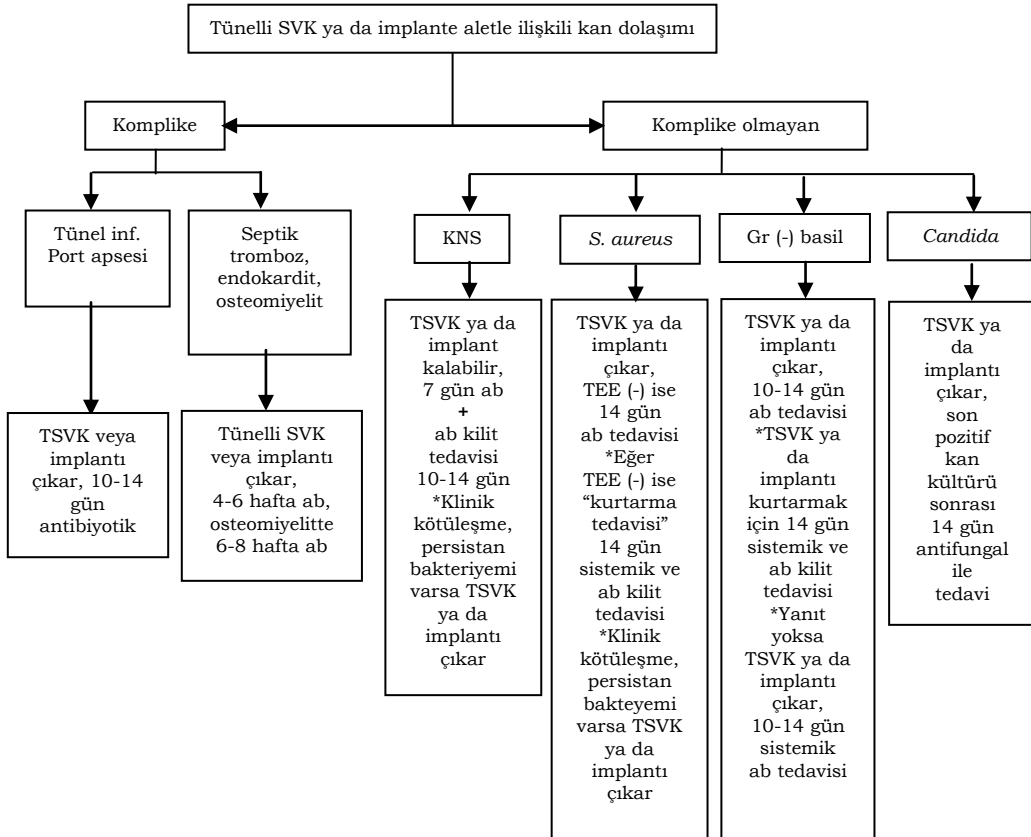 Tünelli SVK ya da implante aletle ilişkili kan dolaşımı
Komplike
Komplike olmayan
Tünel inf.
Port apsesi
Septik
tromboz,
endokardit,
osteomiyelit
KNS
S. aureus
Gr (-) basil
Candida
TSVK veya
implantı
çıkar, 10-14
gün
antibiyotik
Tünelli SVK
veya implantı
çıkar,
4-6 hafta ab,
osteomiyelitte
6-8 hafta ab
TSVK ya da
implant
kalabilir,
7 gün ab
+
ab kilit
tedavisi
10-14 gün
*Klinik
kötüleşme,
persistan
bakteriyemi
varsa TSVK
ya da
implantı
çıkar
TSVK ya da
implantı
çıkar,
TEE (-) ise
14 gün
ab tedavisi
*Eğer
TEE (-) ise
“kurtarma
tedavisi”
14 gün
sistemik ve
ab kilit
tedavisi
*Klinik
kötüleşme,
persistan
bakteyemi
varsa TSVK
ya da
implantı
çıkar
TSVK ya da
implantı
çıkar,
10-14 gün
ab tedavisi
*TSVK ya
da
implantı
kurtarmak
için 14 gün
sistemik ve
ab kilit
tedavisi
*Yanıt
yoksa
TSVK ya da
implantı
çıkar,
10-14 gün
sistemik
ab tedavisi
TSVK ya
da
implantı
çıkar,
son
pozitif
kan
kültürü
sonrası
14 gün
antifungal
ile
tedavi